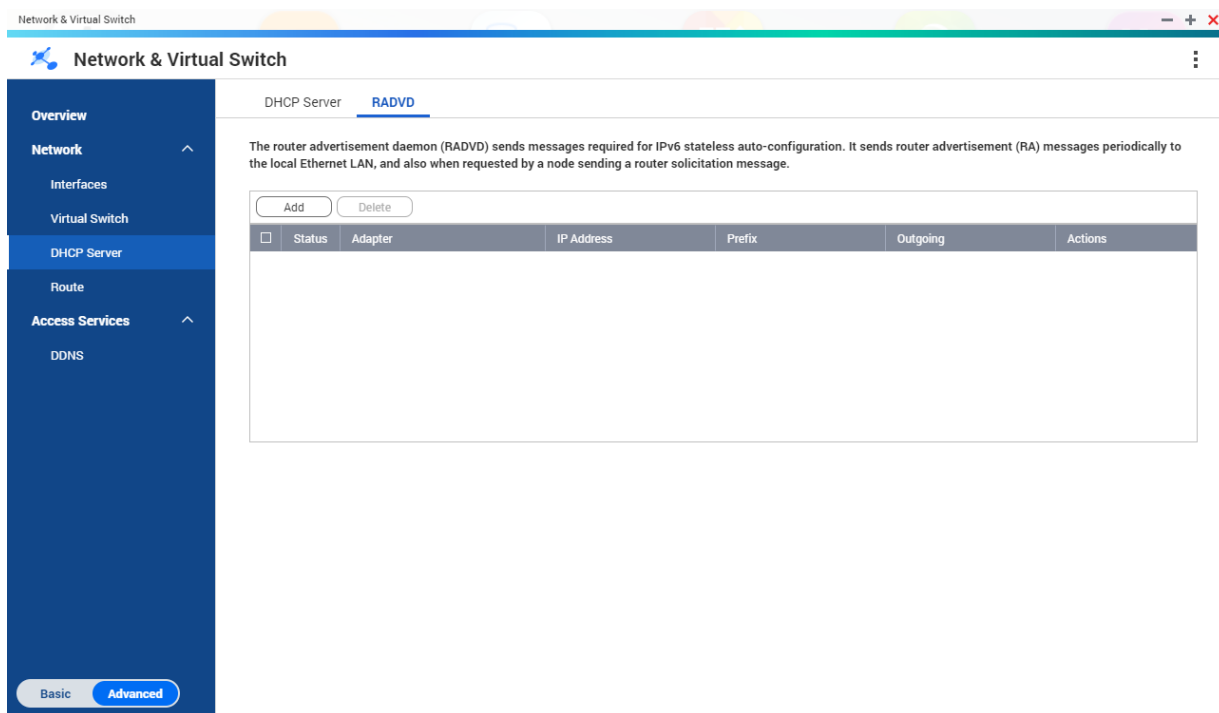 Network & Virtual Switch
Network & Virtual Switch
Overview
Network
Interfaces
Virtual Switch
DHCP Server
Route
Access Services
DDNS
Basic
Advanced
DHCP Server
RADVD
The router advertisement daemon (RADVD) sends messages required for IPv6 stateless auto-configuration. It sends router advertisement (RA) messages periodically to
the local Ethernet LAN, and also when requested by a node sending a router solicitation message.
Add Delete
Status Adapter IP Address Prefix Outgoing Actions